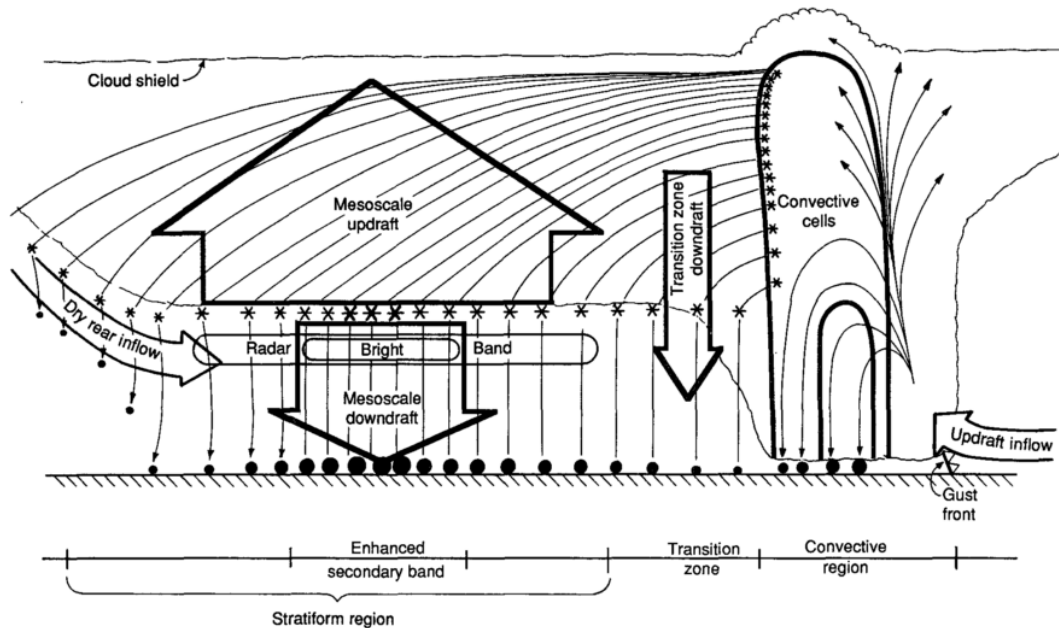 Cloud shield
Mesoscale
updraft
Transition zone
downdraft
Convective
cells
Dry rear inflow
Radar Bright Band
Mesoscale
downdraft
Updraft inflow
Gust
front
Enhanced
secondary band
Transition
zone
Convective
region
Stratiform region